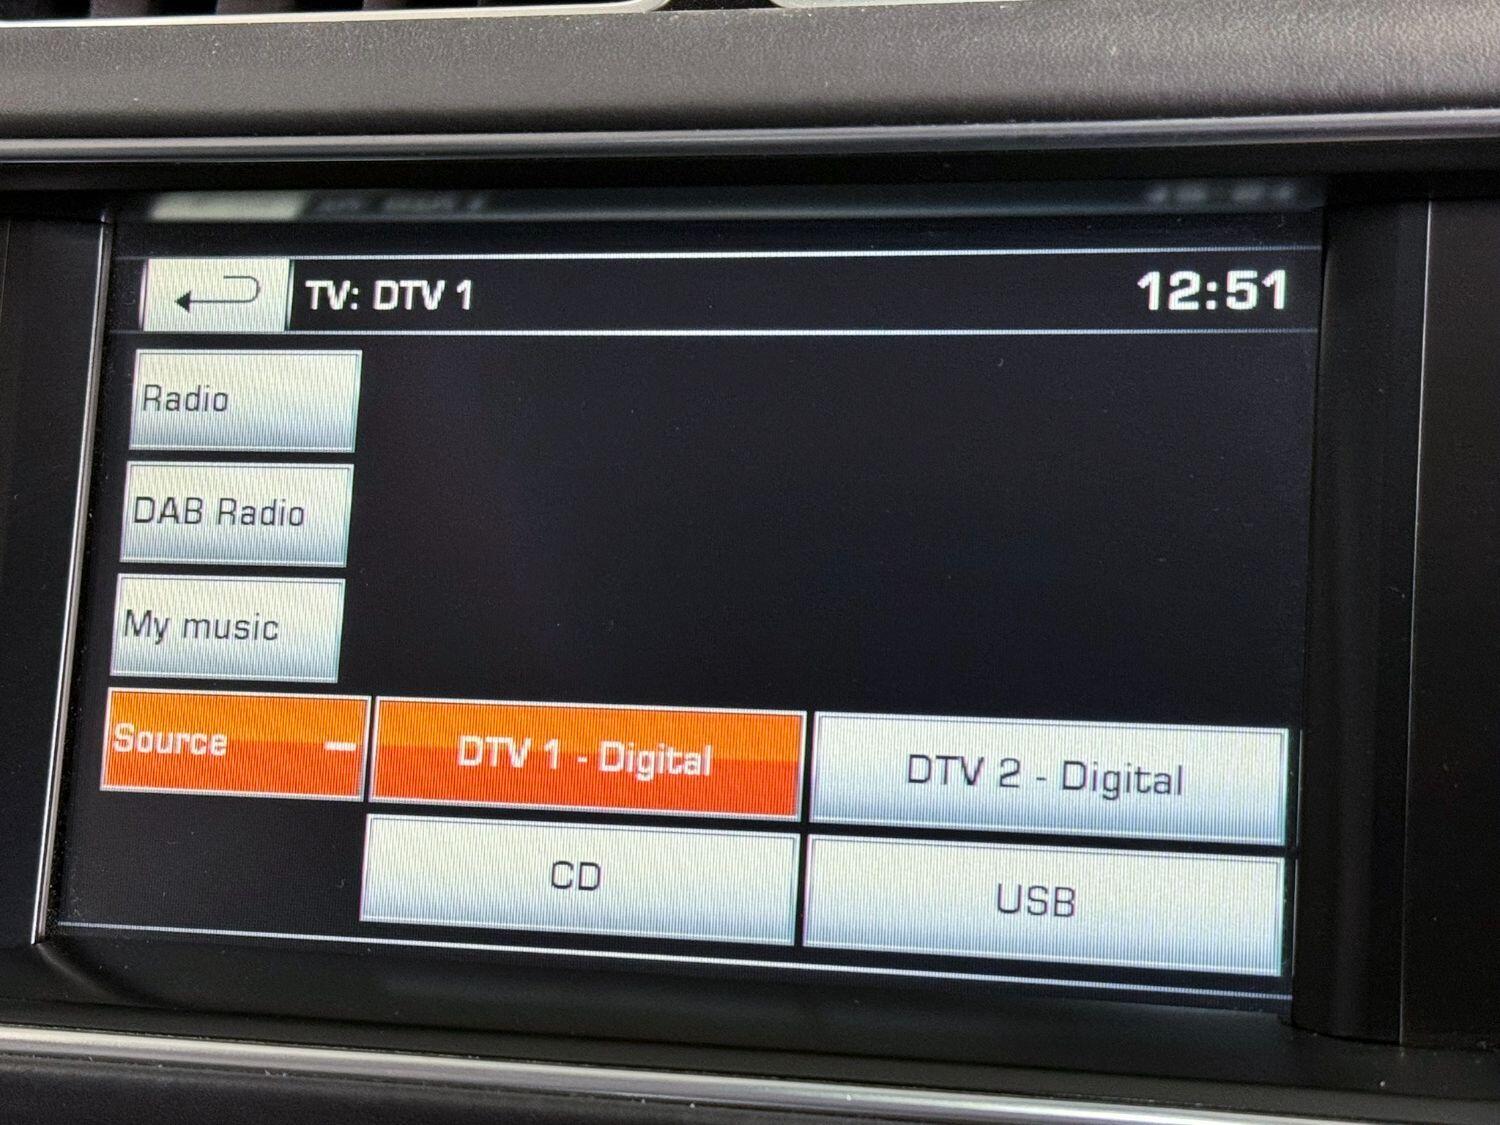 TV: DTV 1
12:51
Radio
DAB Radio
My music
Source
DTV 1 - Digital
DTV 2 - Digital
CD
USB